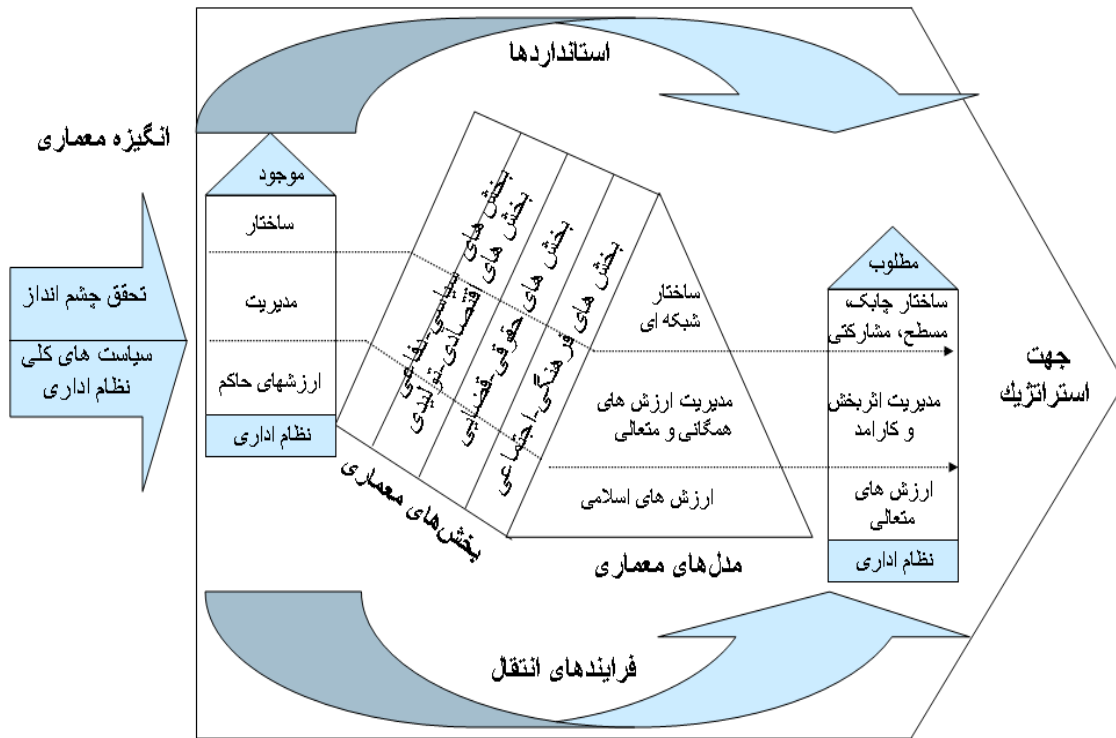 استانداردها
انگیزه معماری
تحقق چشم انداز
سیاست های کلی
نظام اداری
موجود
ساختار
مدیریت
ارزشهای حاکم
نظام اداری
بخش های سیاسی-دفاعی
بخش های اقتصادی-تولیدی
بخش های حقوقی-قضایی
بخش های فرهنگی-اجتماعی
بخش‌های معماری
ساختار
شبکه ای
مدیریت ارزش های
همگانی و متعالی
ارزش های اسلامی
مدل‌های معماری
مطلوب
ساختار چابک،
مسطح، مشارکتی
مدیریت اثربخش
و کارامد
ارزش های
متعالی
نظام اداری
جهت
استراتژیك
فرایندهای انتقال